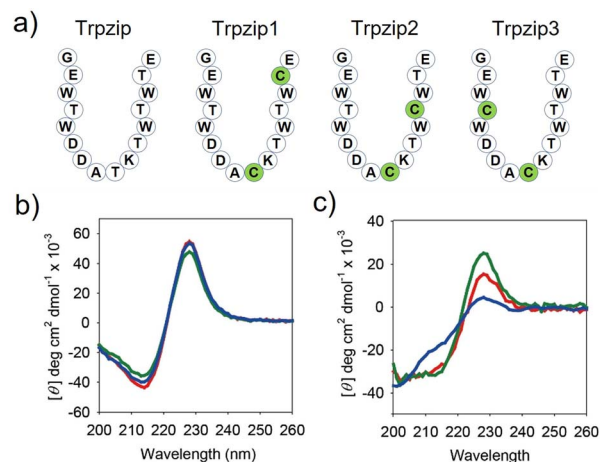 a)
Trpzip Trpzip1 Trpzip2 Trpzip3
G E G E G E G E
E T E C E T E T
W W W W W W W W
T T T T T C C T
W W W W W W W W
D T D T D T D T
D K D K D K D K
A T A C A C A C
b)
60
40
20
0
-20
-40
-60
[θ] deg cm² dmol⁻¹ x 10⁻³
200 210 220 230 240 250 260
Wavelength (nm)
c)
40
20
0
-20
-40
[θ] deg cm² dmol⁻¹ x 10⁻³
200 210 220 230 240 250 260
Wavelength